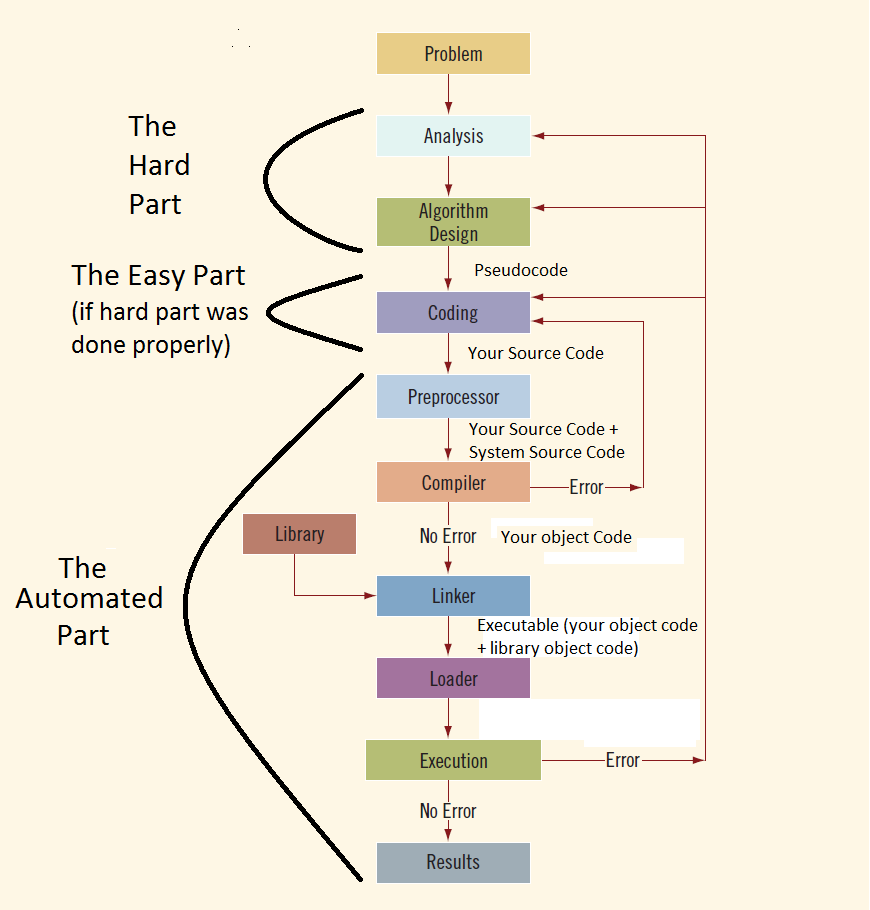 Problem
The
Hard
Part
Analysis
Algorithm
Design
Pseudocode
The Easy Part
(if hard part was
done properly)
Coding
Your Source Code
Preprocessor
Your Source Code +
System Source Code
Compiler
Error
Library
No Error
Your object Code
The
Automated
Part
Linker
Executable (your object code
+ library object code)
Loader
Execution
Error
No Error
Results